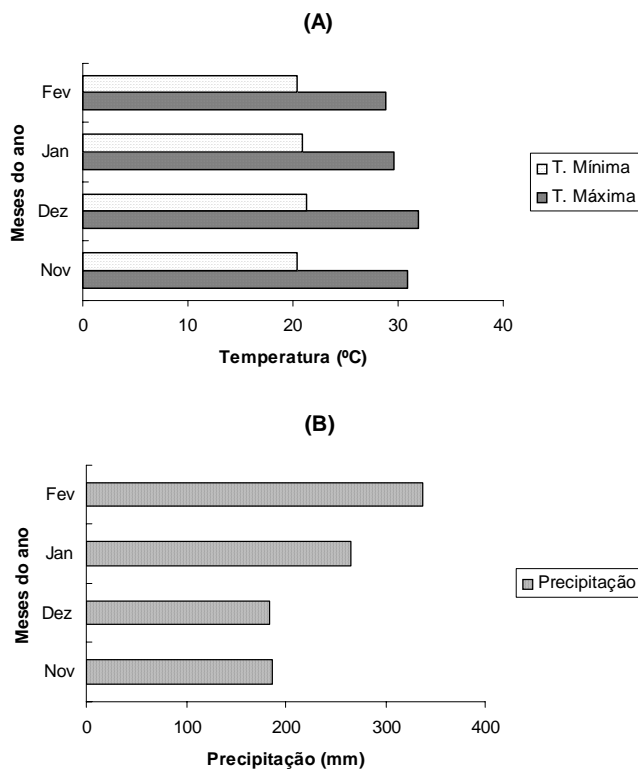 (A)
Meses do ano
Fev
Jan
Dez
Nov
0 10 20 30 40
Temperatura (ºC)
T. Mínima
T. Máxima
(B)
Meses do ano
Fev
Jan
Dez
Nov
0 100 200 300 400
Precipitação (mm)
Precipitação